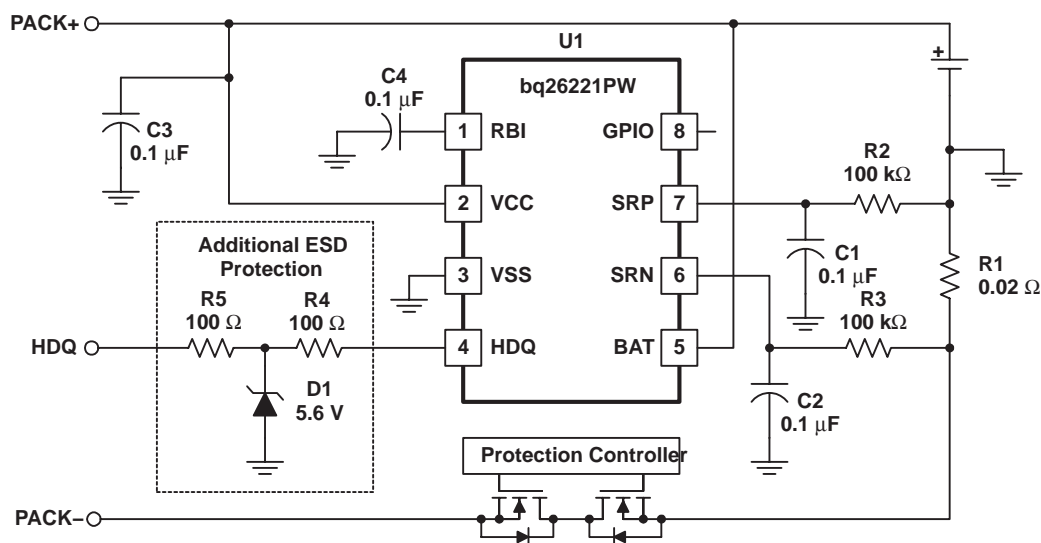 PACK+
U1
bq26221PW
C4
0.1 μF
C3
0.1 μF
1 RBI
GPIO 8
R2
100 kΩ
2 VCC
SRP 7
Additional ESD
Protection
C1
0.1 μF
R1
0.02 Ω
3 VSS
SRN 6
R5
100 Ω
R4
100 Ω
R3
100 kΩ
HDQ
4 HDQ
BAT 5
D1
5.6 V
C2
0.1 μF
+
Protection Controller
PACK–